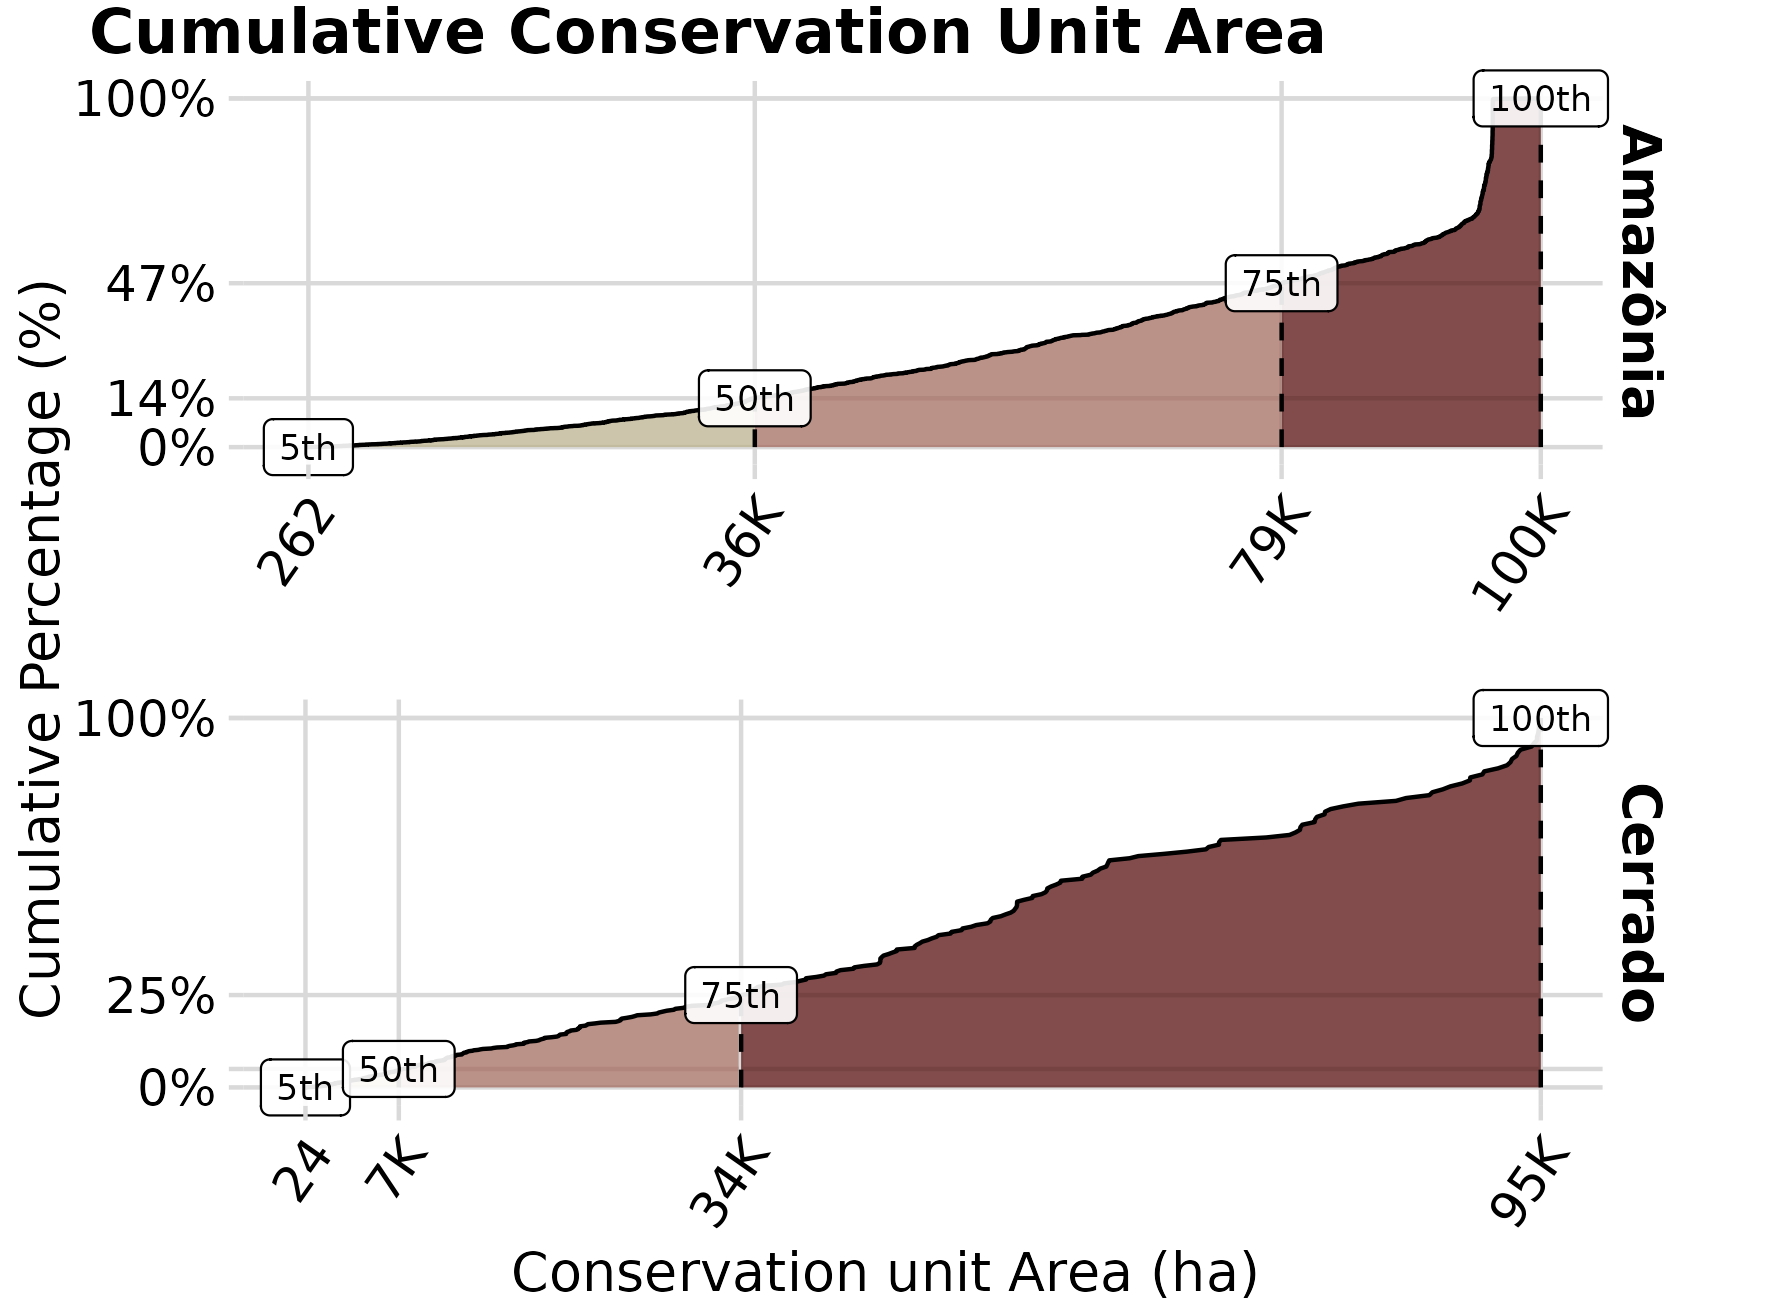 Cumulative Conservation Unit Area
Cumulative Percentage (%)
100%
47%
14%
0%
5th
50th
75th
100th
262
36K
79K
100K
Amazônia
100%
25%
0%
5th
50th
75th
100th
24
7K
34K
95K
Cerrado
Conservation unit Area (ha)